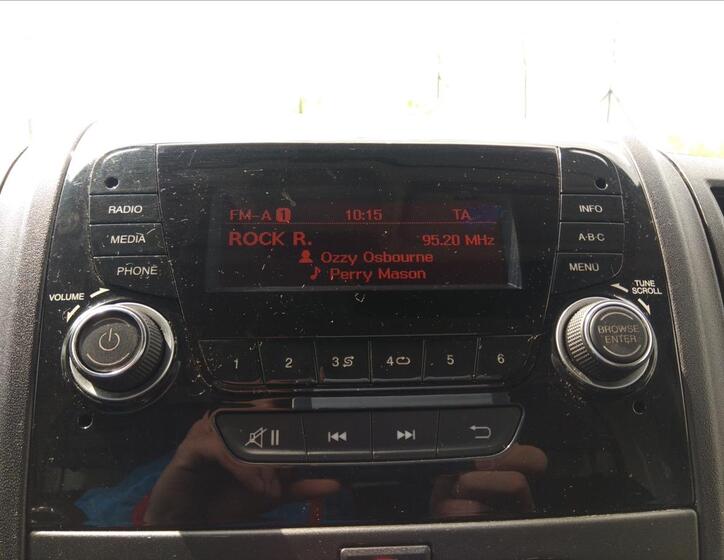 FM-A 1 10:15 TA
ROCK R. 95.20 MHz
Ozzy Osbourne
Perry Mason
RADIO
MEDIA
PHONE
INFO
A·B·C
MENU
VOLUME
TUNE
SCROLL
BROWSE
ENTER
1 2 3 4 5 6